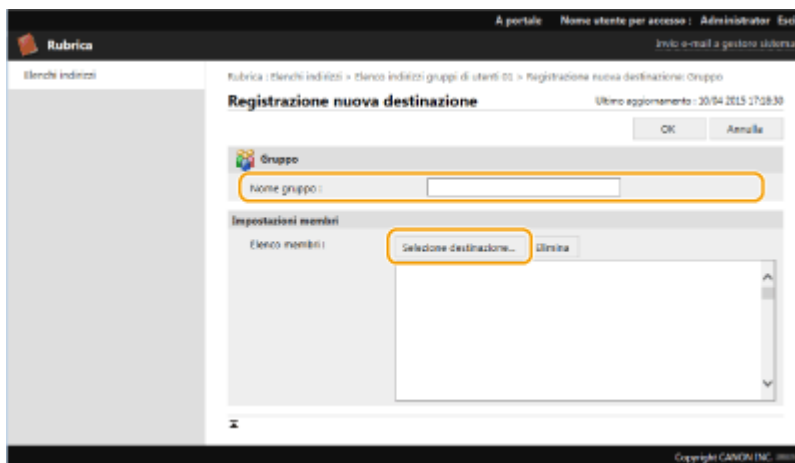 A portale Nome utente per accesso : Administrator Esci
Rubrica
Invio e-mail a gestore sistema
Elenchi indirizzi
Rubrica : Elenchi indirizzi > Elenco indirizzi gruppi di utenti 01 > Registrazione nuova destinazione: Gruppo
Registrazione nuova destinazione
Ultimo aggiornamento : 10/04 2015 17:18:30
OK Annulla
Gruppo
Nome gruppo :
Impostazioni membri
Elenco membri :
Selezione destinazione... Elimina
Copyright CANON INC.